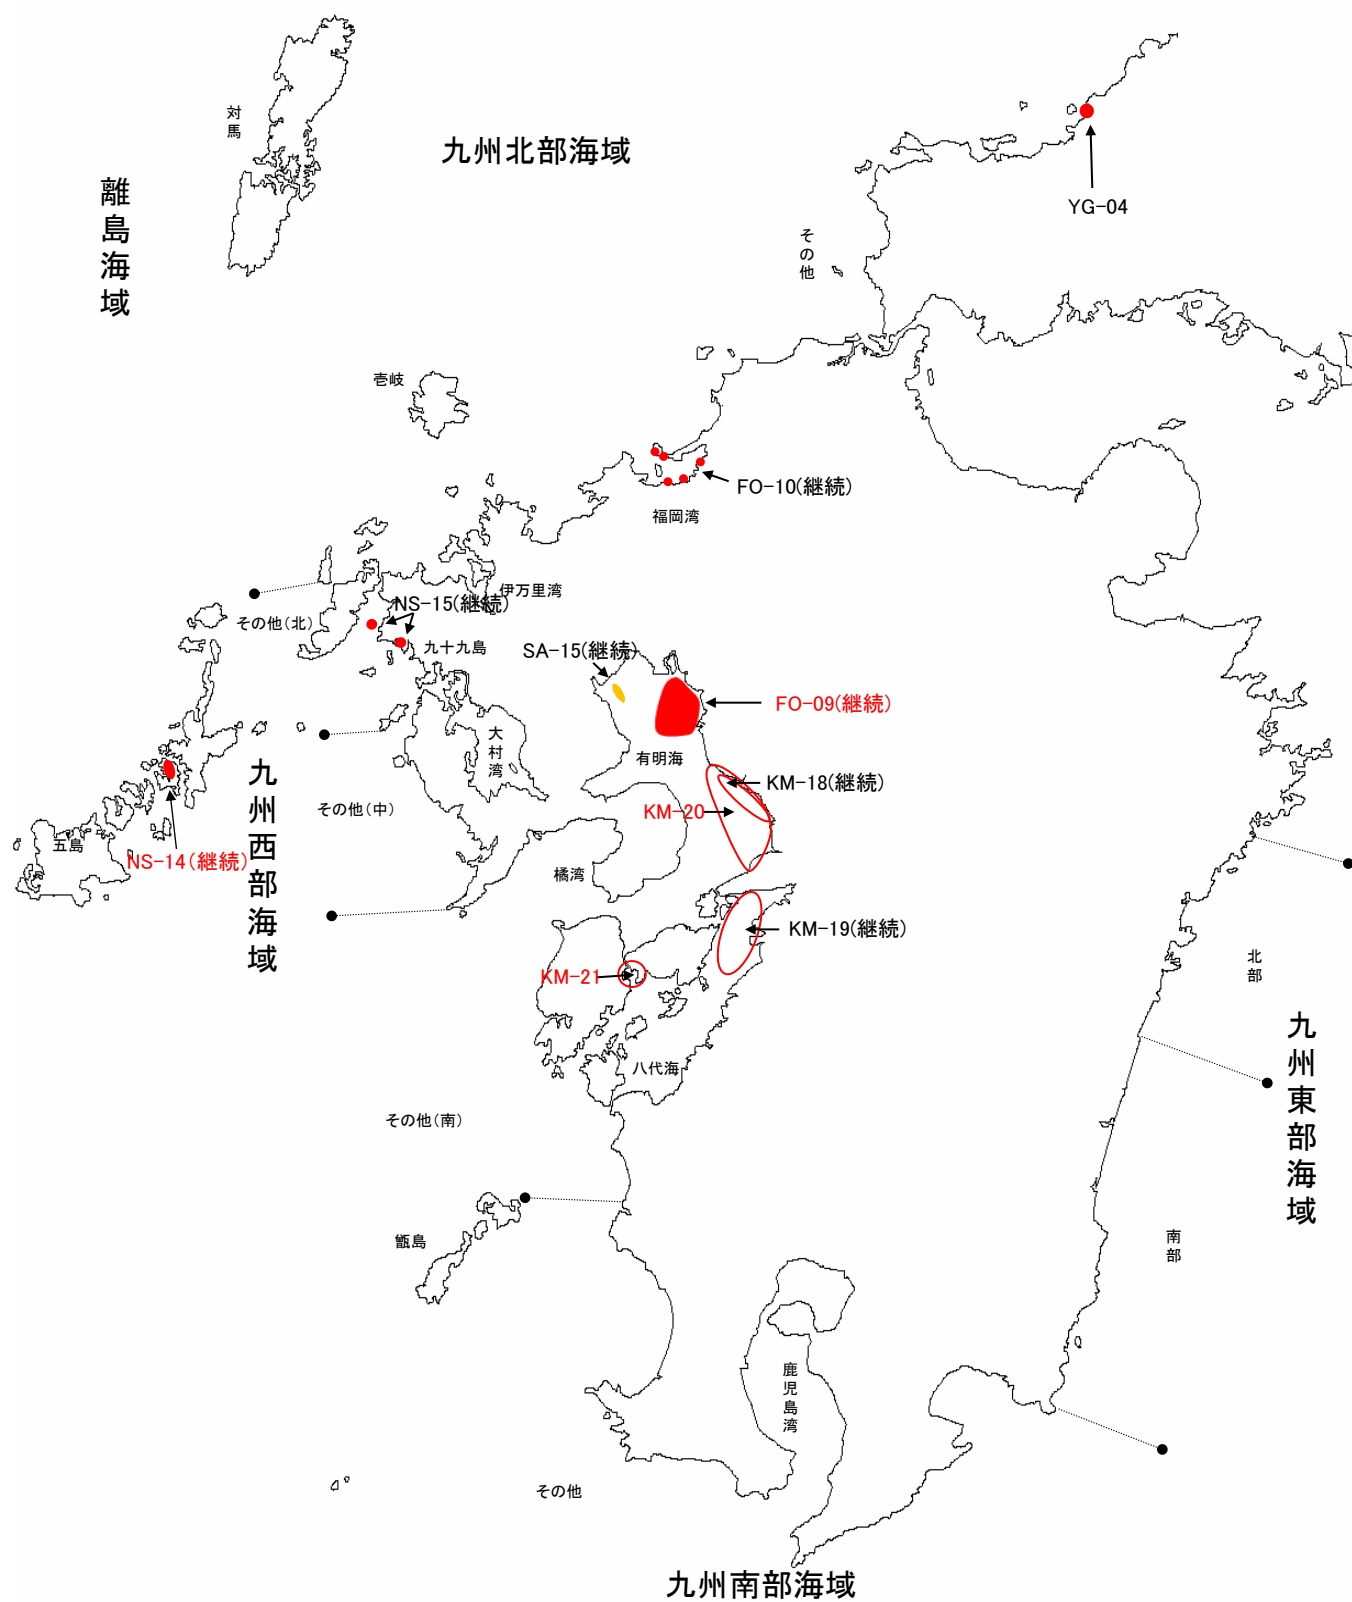 対馬
九州北部海域
離島海域
YG-04
その他
壱岐
FO-10(継続)
福岡湾
伊万里湾
NS-15(継続)
その他(北)
九十九島
SA-15(継続)
FO-09(継続)
大村湾
有明海
九州西部海域
KM-18(継続)
その他(中)
KM-20
五島
NS-14(継続)
橘湾
KM-19(継続)
北部
KM-21
九州東部海域
八代海
その他(南)
甑島
南部
鹿児島湾
その他
九州南部海域